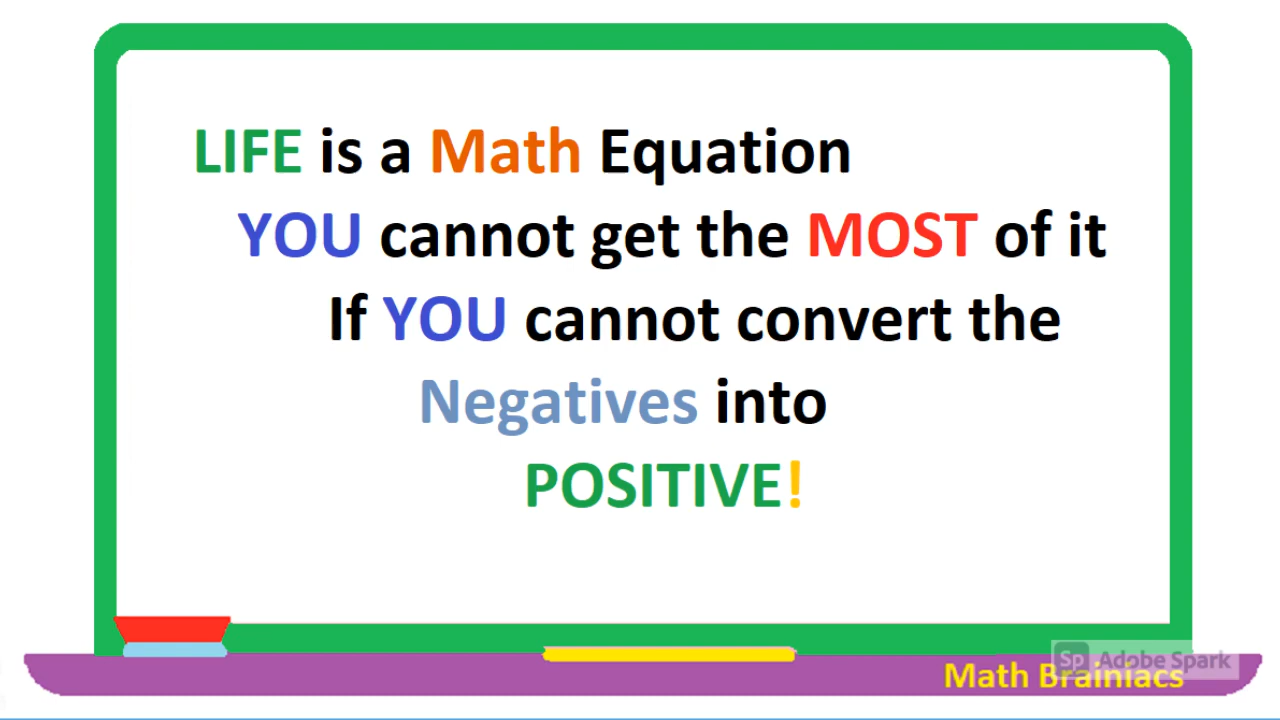 LIFE is a Math Equation
YOU cannot get the MOST of it
If YOU cannot convert the
Negatives into
POSITIVE!
Sp Adobe Spark
Math Brainiacs